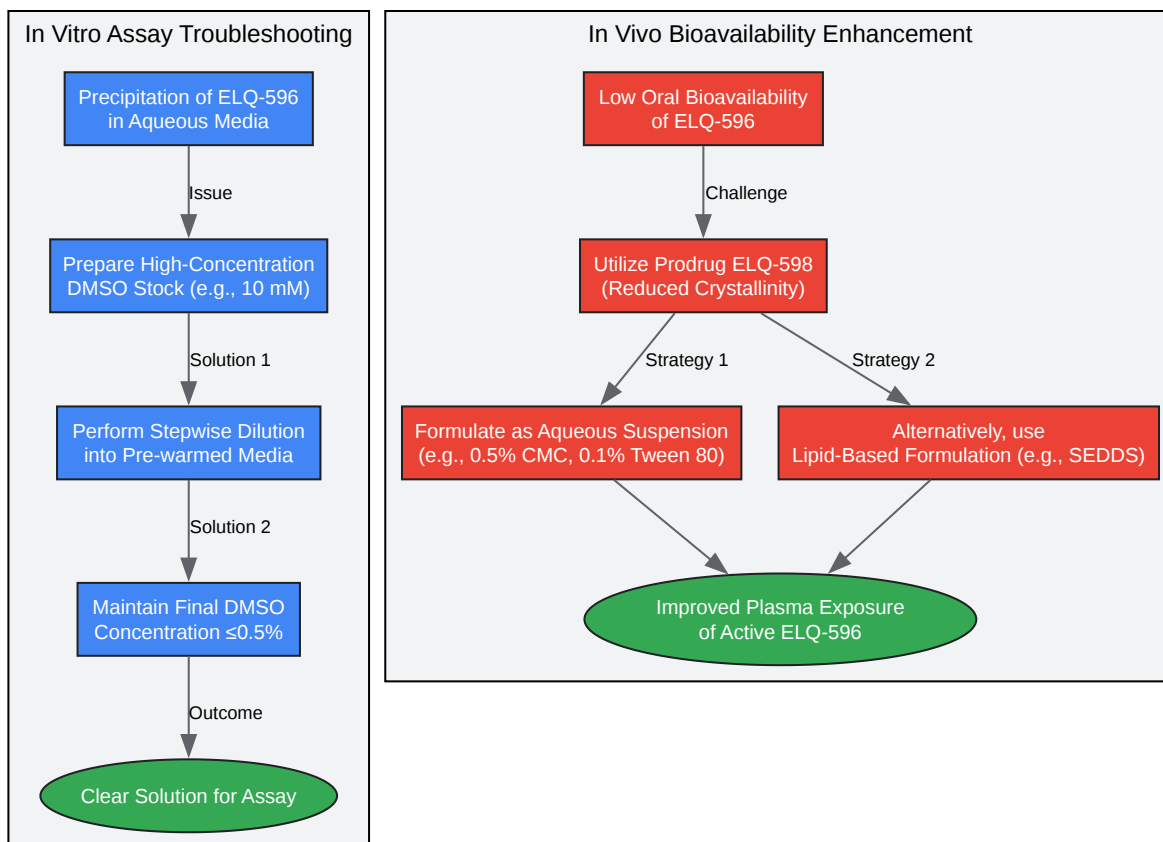 In Vitro Assay Troubleshooting
Precipitation of ELQ-596
in Aqueous Media
Issue
Prepare High-Concentration
DMSO Stock (e.g., 10 mM)
Solution 1
Perform Stepwise Dilution
into Pre-warmed Media
Solution 2
Maintain Final DMSO
Concentration ≤0.5%
Outcome
Clear Solution for Assay
In Vivo Bioavailability Enhancement
Low Oral Bioavailability
of ELQ-596
Challenge
Utilize Prodrug ELQ-598
(Reduced Crystallinity)
Strategy 1
Strategy 2
Formulate as Aqueous Suspension
(e.g., 0.5% CMC, 0.1% Tween 80)
Alternatively, use
Lipid-Based Formulation (e.g., SEDDS)
Improved Plasma Exposure
of Active ELQ-596